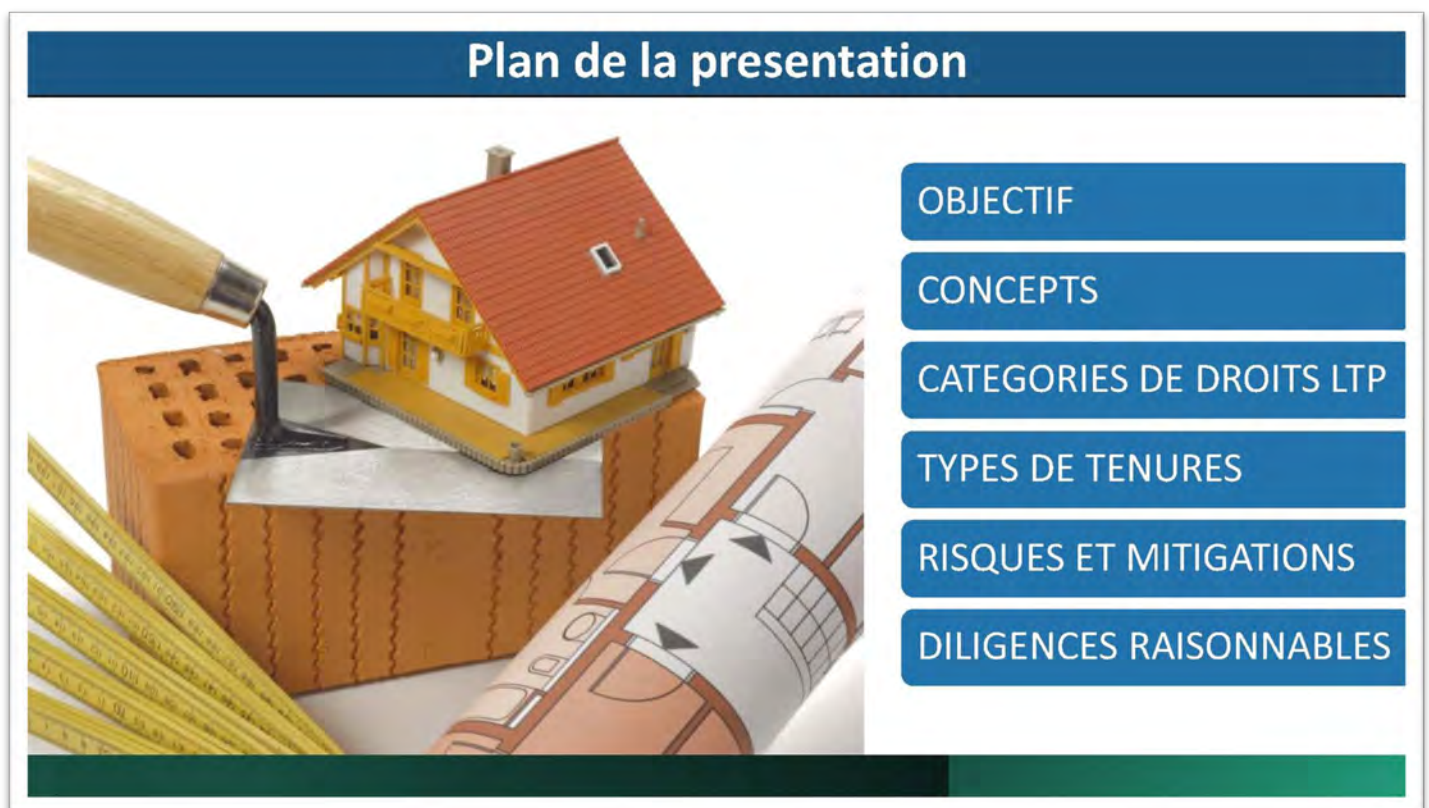 Plan de la presentation
OBJECTIF
CONCEPTS
CATEGORIES DE DROITS LTP
TYPES DE TENURES
RISQUES ET MITIGATIONS
DILIGENCES RAISONNABLES